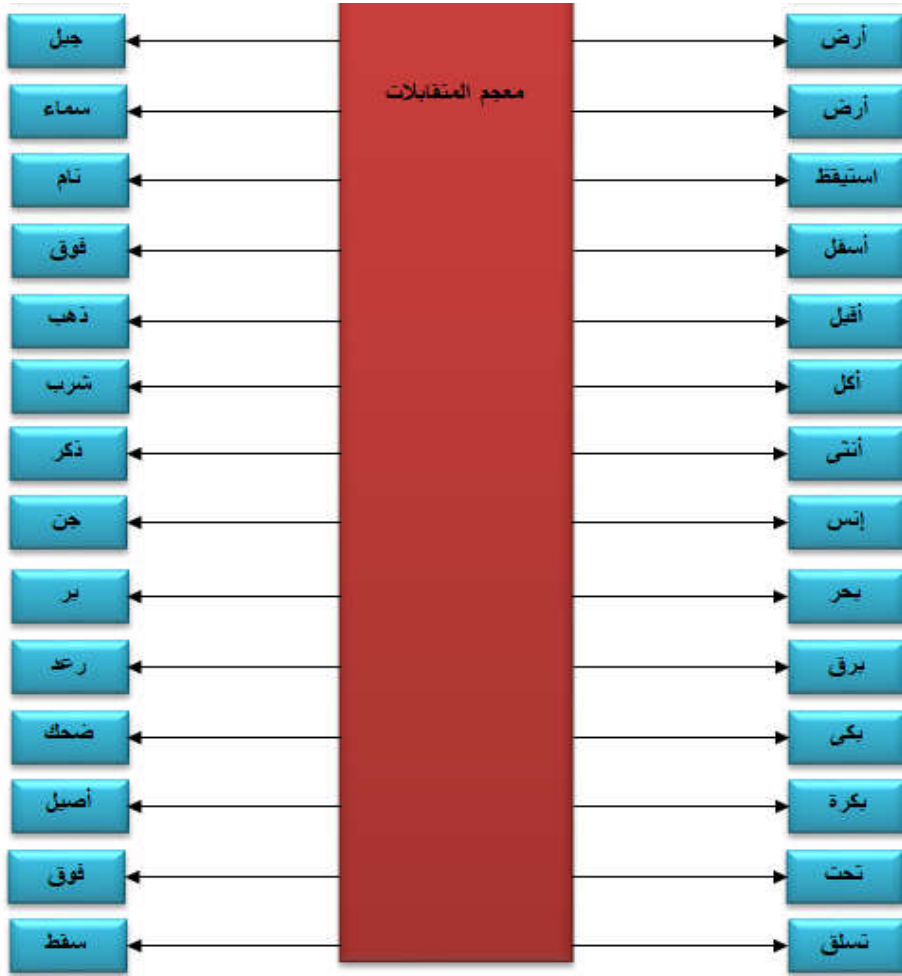 أرض
جبل
معجم المتقابلات
أرض
سماء
استيقظ
نام
أسفل
فوق
أقبل
ذهب
أكل
شرب
أنثى
ذكر
إنس
جن
بحر
بر
برق
رعد
بكى
ضحك
بكرة
أصيل
تحت
فوق
تسلق
سقط